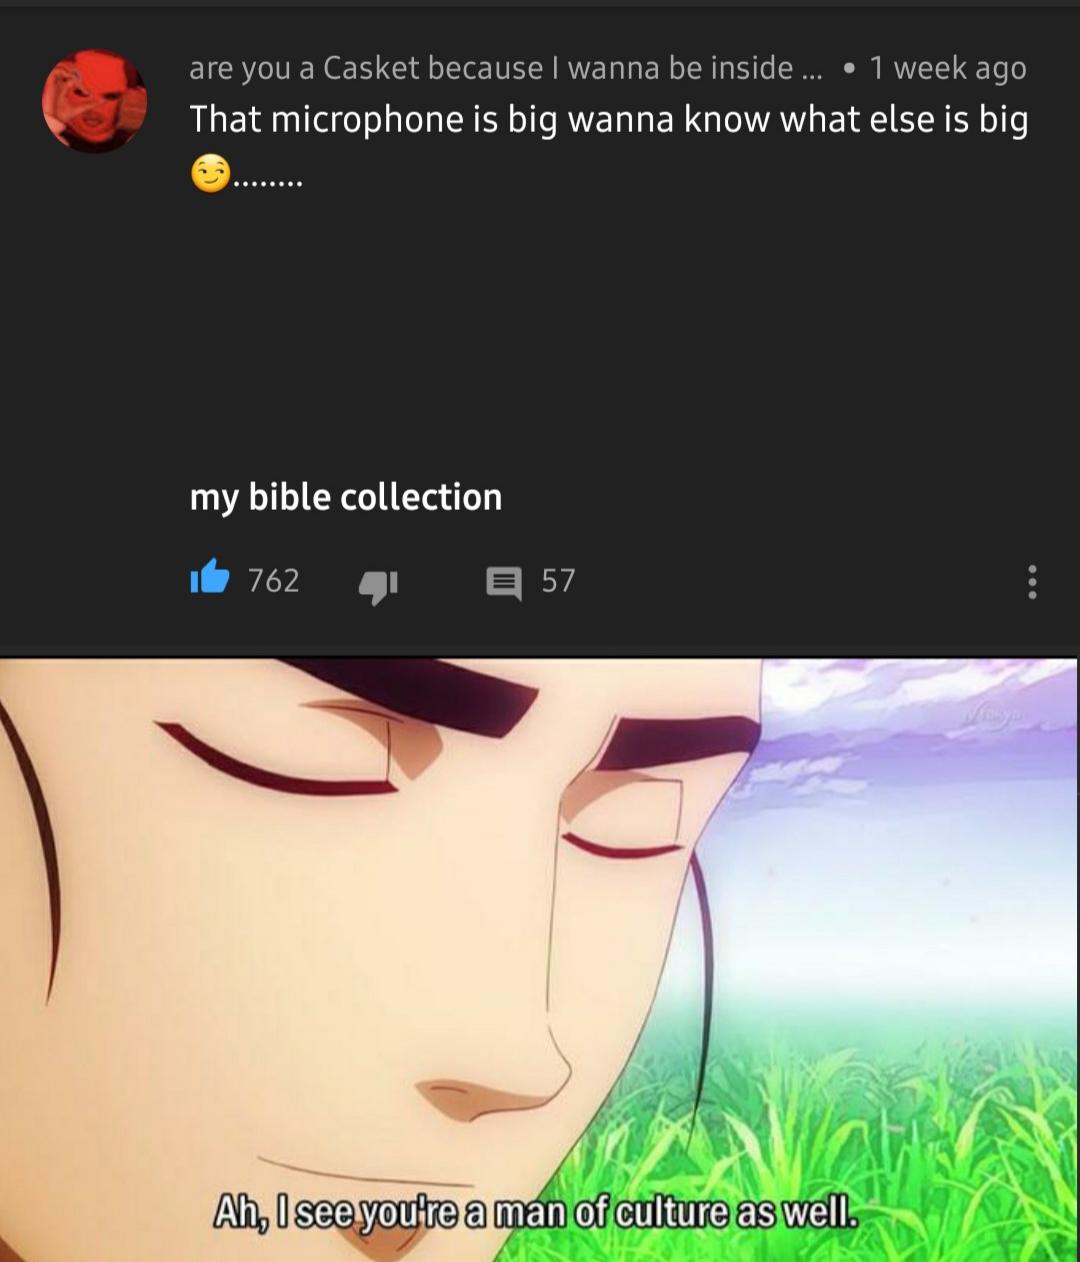 are you a Casket because I wanna be inside ... • 1 week ago
That microphone is big wanna know what else is big
😏........
my bible collection
762 57
Ah, I see you're a man of culture as well.